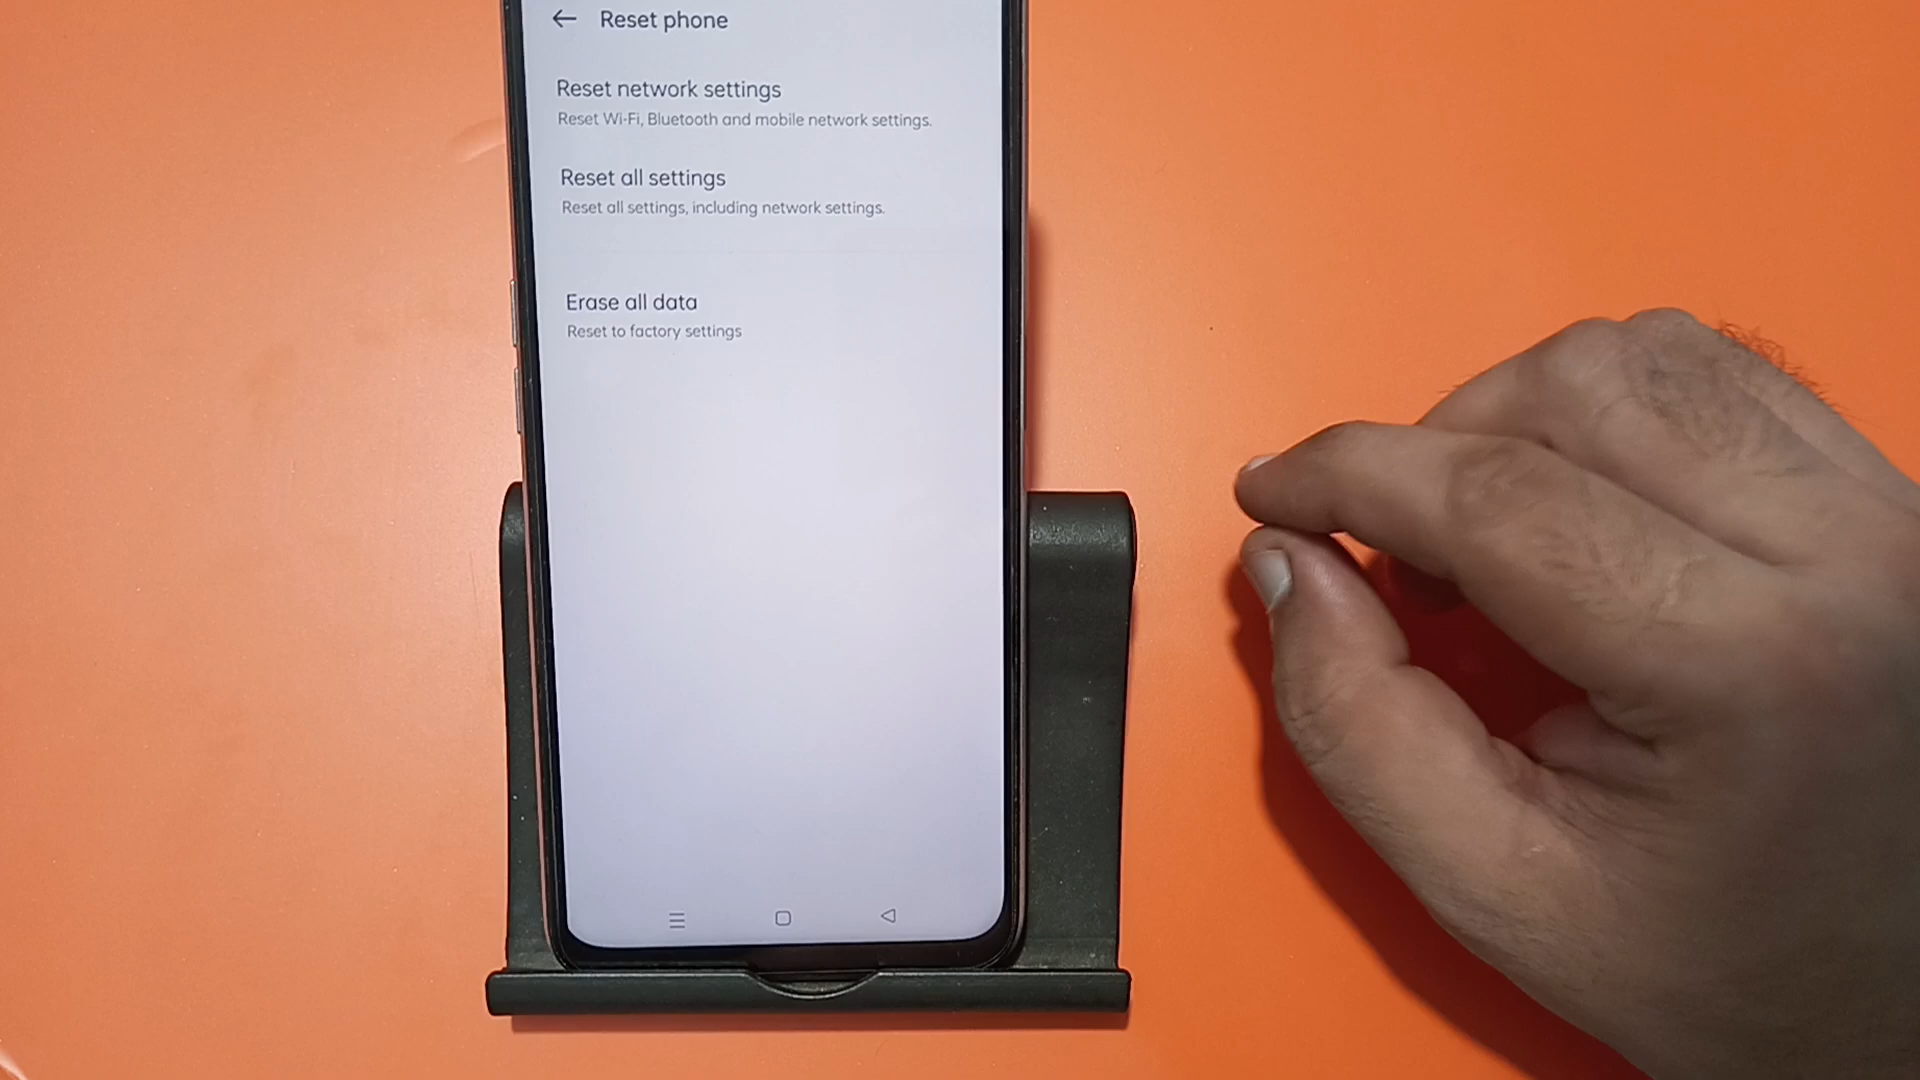 Reset phone
Reset network settings
Reset Wi-Fi, Bluetooth and mobile network settings.
Reset all settings
Reset all settings, including network settings.
Erase all data
Reset to factory settings